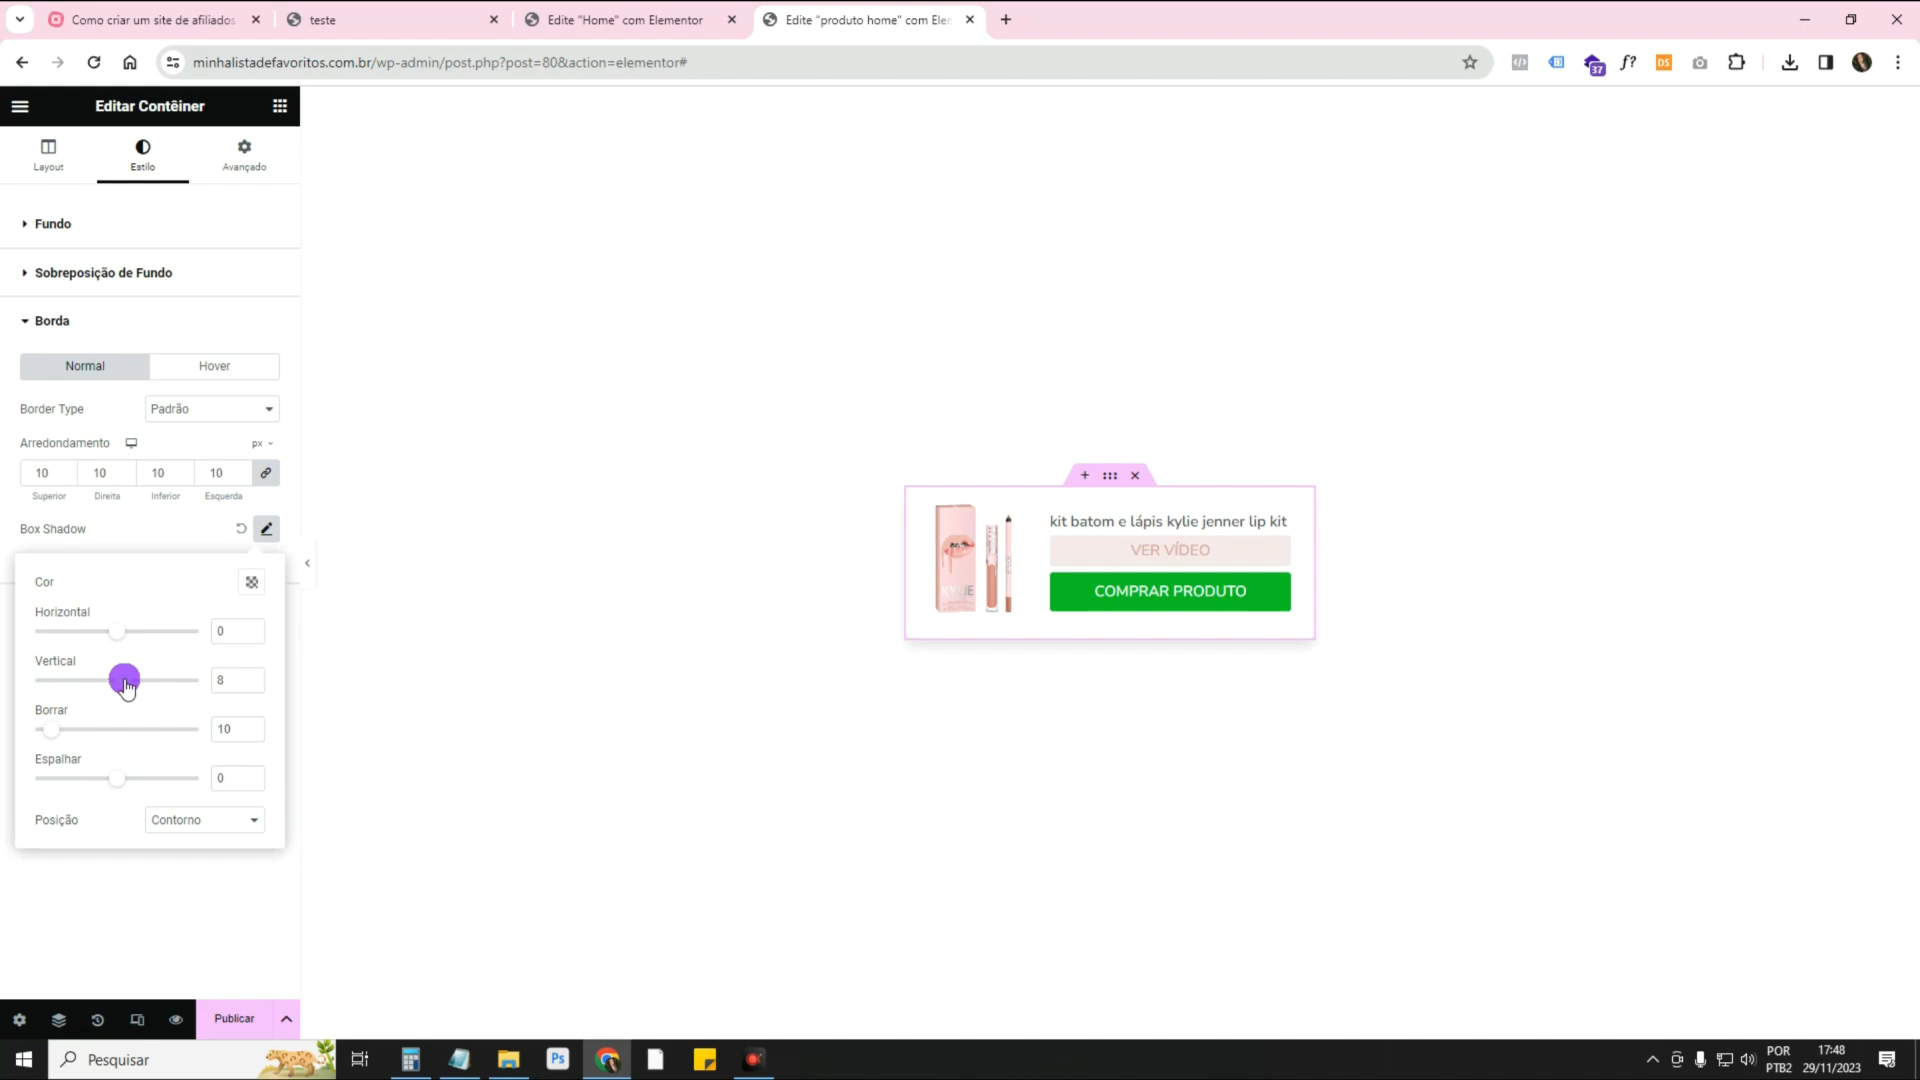 Como criar um site de afiliados
teste
Edite "Home" com Elementor
Edite "produto home" com Ele
minhalistadefavoritos.com.br/wp-admin/post.php?post=80&action=elementor#
37
f?
DS
Editar Contêiner
Layout
Estilo
Avançado
Fundo
Sobreposição de Fundo
Borda
Normal
Hover
Border Type
Padrão
Arredondamento
px
10
10
10
10
Superior
Direita
Inferior
Esquerda
Box Shadow
Cor
Horizontal
0
Vertical
8
Borrar
10
Espalhar
0
Posição
Contorno
kit batom e lápis kylie jenner lip kit
VER VÍDEO
COMPRAR PRODUTO
KYLIE
Publicar
Pesquisar
Ps
POR
PTB2
17:48
29/11/2023